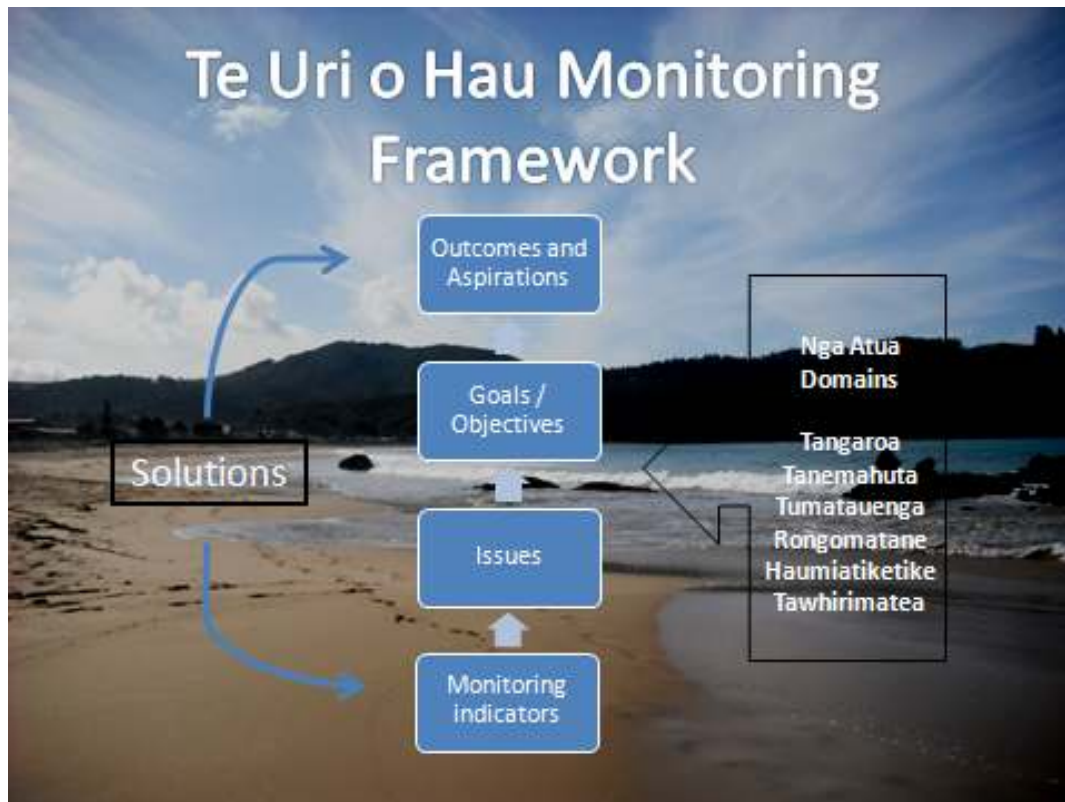 Te Uri o Hau Monitoring
Framework
Outcomes and
Aspirations
Goals /
Objectives
Issues
Monitoring
indicators
Solutions
Nga Atua
Domains
Tangaroa
Tanemahuta
Tumatauenga
Rongomatane
Haumiatiketike
Tawhirimatea